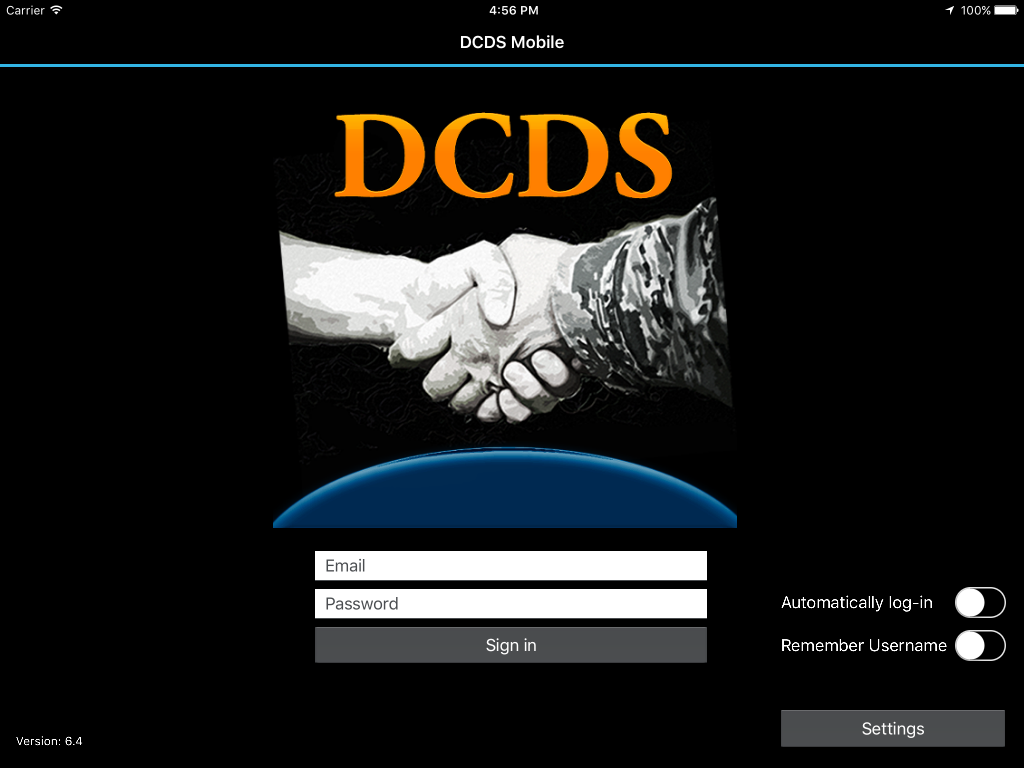 Carrier 4:56 PM 100%
DCDS Mobile
DCDS
Email
Password
Automatically log-in
Sign in
Remember Username
Settings
Version: 6.4